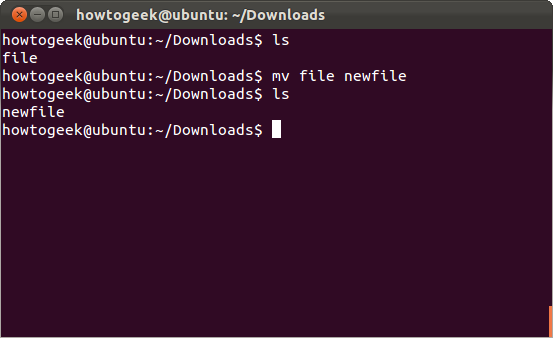 howtogeek@ubuntu: ~/Downloads
howtogeek@ubuntu:~/Downloads$ ls
file
howtogeek@ubuntu:~/Downloads$ mv file newfile
howtogeek@ubuntu:~/Downloads$ ls
newfile
howtogeek@ubuntu:~/Downloads$